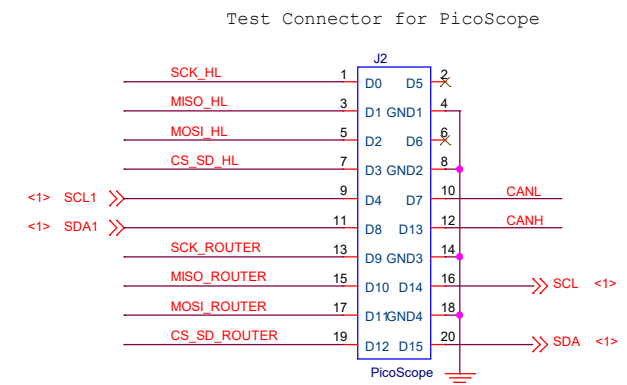 Test Connector for PicoScope
J2
SCK_HL 1 D0 D5 2
MISO_HL 3 D1 GND1 4
MOSI_HL 5 D2 D6 6
CS_SD_HL 7 D3 GND2 8
<1> SCL1 9 D4 D7 10 CANL
<1> SDA1 11 D8 D13 12 CANH
SCK_ROUTER 13 D9 GND3 14
MISO_ROUTER 15 D10 D14 16 SCL <1>
MOSI_ROUTER 17 D11 GND4 18
CS_SD_ROUTER 19 D12 D15 20 SDA <1>
PicoScope